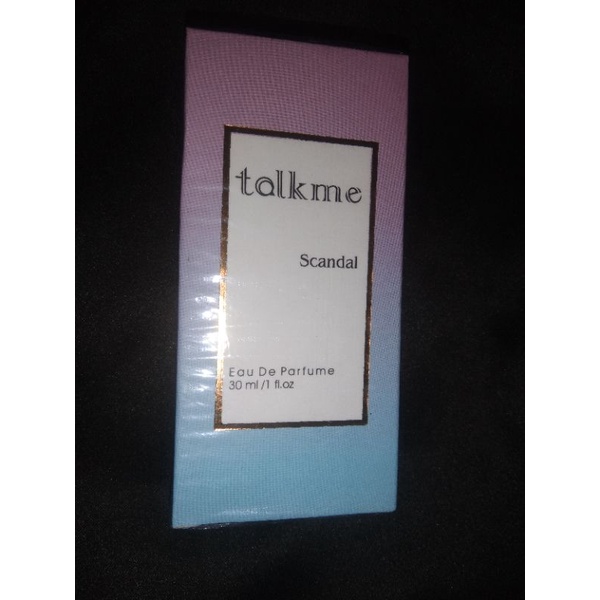 talkme
Scandal
Eau De Parfume
30 ml /1 fl.oz